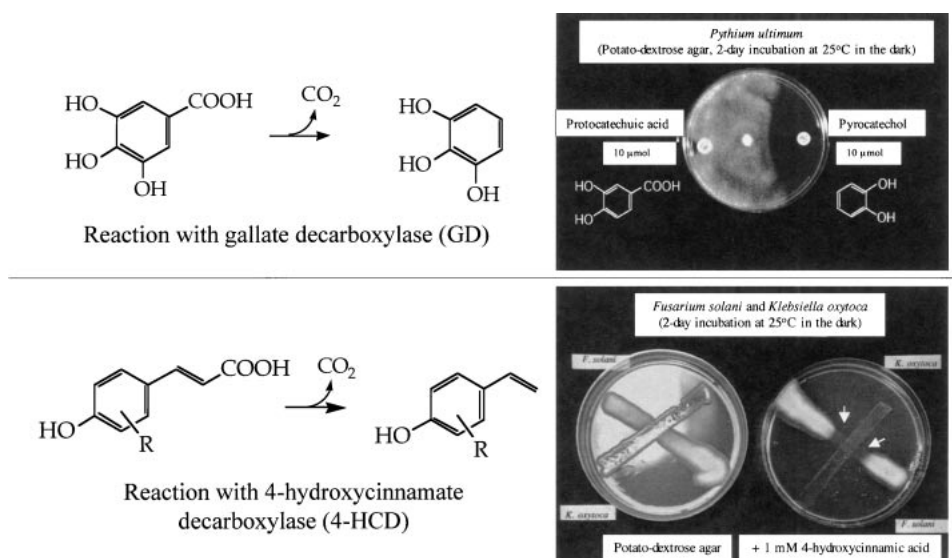 HO
COOH
HO
OH
CO2
HO
HO
OH
Reaction with gallate decarboxylase (GD)
Pythium ultimum
(Potato-dextrose agar, 2-day incubation at 25°C in the dark)
Protocatechuic acid
10 μmol
Pyrocatechol
10 μmol
HO
COOH
HO
OH
OH
COOH
HO
R
CO2
HO
R
Reaction with 4-hydroxycinnamate
decarboxylase (4-HCD)
Fusarium solani and Klebsiella oxytoca
(2-day incubation at 25°C in the dark)
F. solani
K. oxytoca
K. oxytoca
F. solani
Potato-dextrose agar
+ 1 mM 4-hydroxycinnamic acid